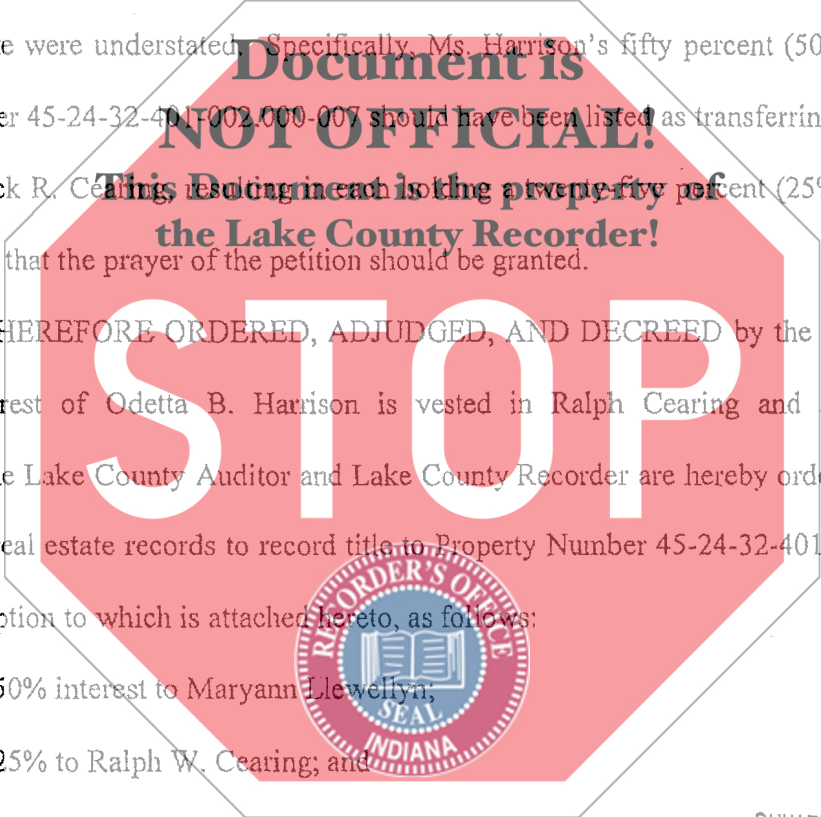 e were understated. Specifically, Ms. Harrison's fifty percent (50
Document is
er 45-24-32-401-002.000-007 should have been listed as transferrin
NOT OFFICIAL!
k R. Cearing, resulting in each holding a twenty-five percent (25%
This Document is the property of
the Lake County Recorder!
that the prayer of the petition should be granted.
HEREFORE ORDERED, ADJUDGED, AND DECREED by the
STOP
rest of Odetta B. Harrison is vested in Ralph Cearing and
e Lake County Auditor and Lake County Recorder are hereby orde
eal estate records to record title to Property Number 45-24-32-401
RECORDER'S OFFICE
ption to which is attached hereto, as follows:
50% interest to Maryann Llewellyn;
SEAL
INDIANA
25% to Ralph W. Cearing; and